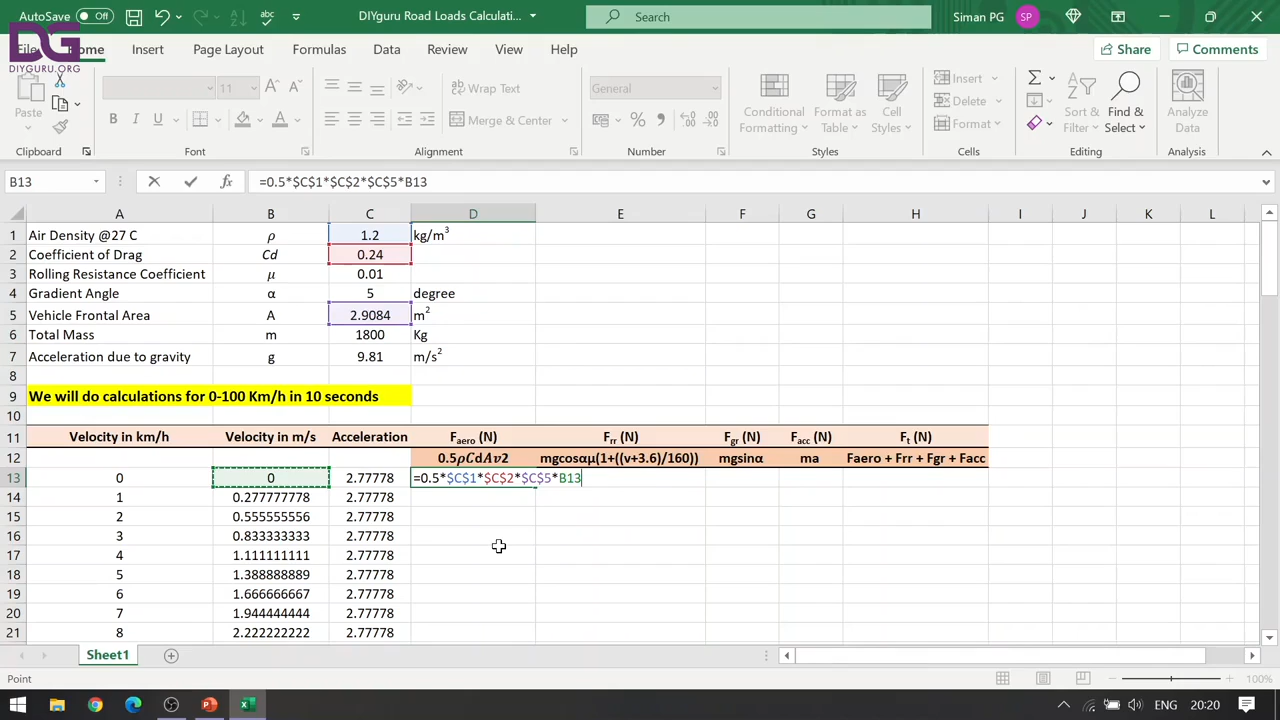 AutoSave Off DIYguru Road Loads Calculati... Search Siman PG SP
DG
DIYGURU.ORG
File Home Insert Page Layout Formulas Data Review View Help Share Comments
Paste
Clipboard
11
B I U
Font
Wrap Text
Merge & Center
Alignment
General
Number
Conditional Formatting
Format as Table
Cell Styles
Styles
Insert
Delete
Format
Cells
Sort & Filter
Find & Select
Editing
Analyze Data
Analysis
B13 fx =0.5*$C$1*$C$2*$C$5*B13
A B C D E F G H I J K L
1 Air Density @27 C ρ 1.2 kg/m3
2 Coefficient of Drag Cd 0.24
3 Rolling Resistance Coefficient μ 0.01
4 Gradient Angle α 5 degree
5 Vehicle Frontal Area A 2.9084 m2
6 Total Mass m 1800 Kg
7 Acceleration due to gravity g 9.81 m/s2
8
9 We will do calculations for 0-100 Km/h in 10 seconds
10
11 Velocity in km/h Velocity in m/s Acceleration Faero (N) Frr (N) Fgr (N) Facc (N) Ft (N)
12 0.5ρCdAv2 mgcosαμ(1+((v+3.6)/160)) mgsinα ma Faero + Frr + Fgr + Facc
13 0 0 2.77778 =0.5*$C$1*$C$2*$C$5*B13
14 1 0.277777778 2.77778
15 2 0.555555556 2.77778
16 3 0.833333333 2.77778
17 4 1.111111111 2.77778
18 5 1.388888889 2.77778
19 6 1.666666667 2.77778
20 7 1.944444444 2.77778
21 8 2.222222222 2.77778
Sheet1
Point 100%
ENG 20:20